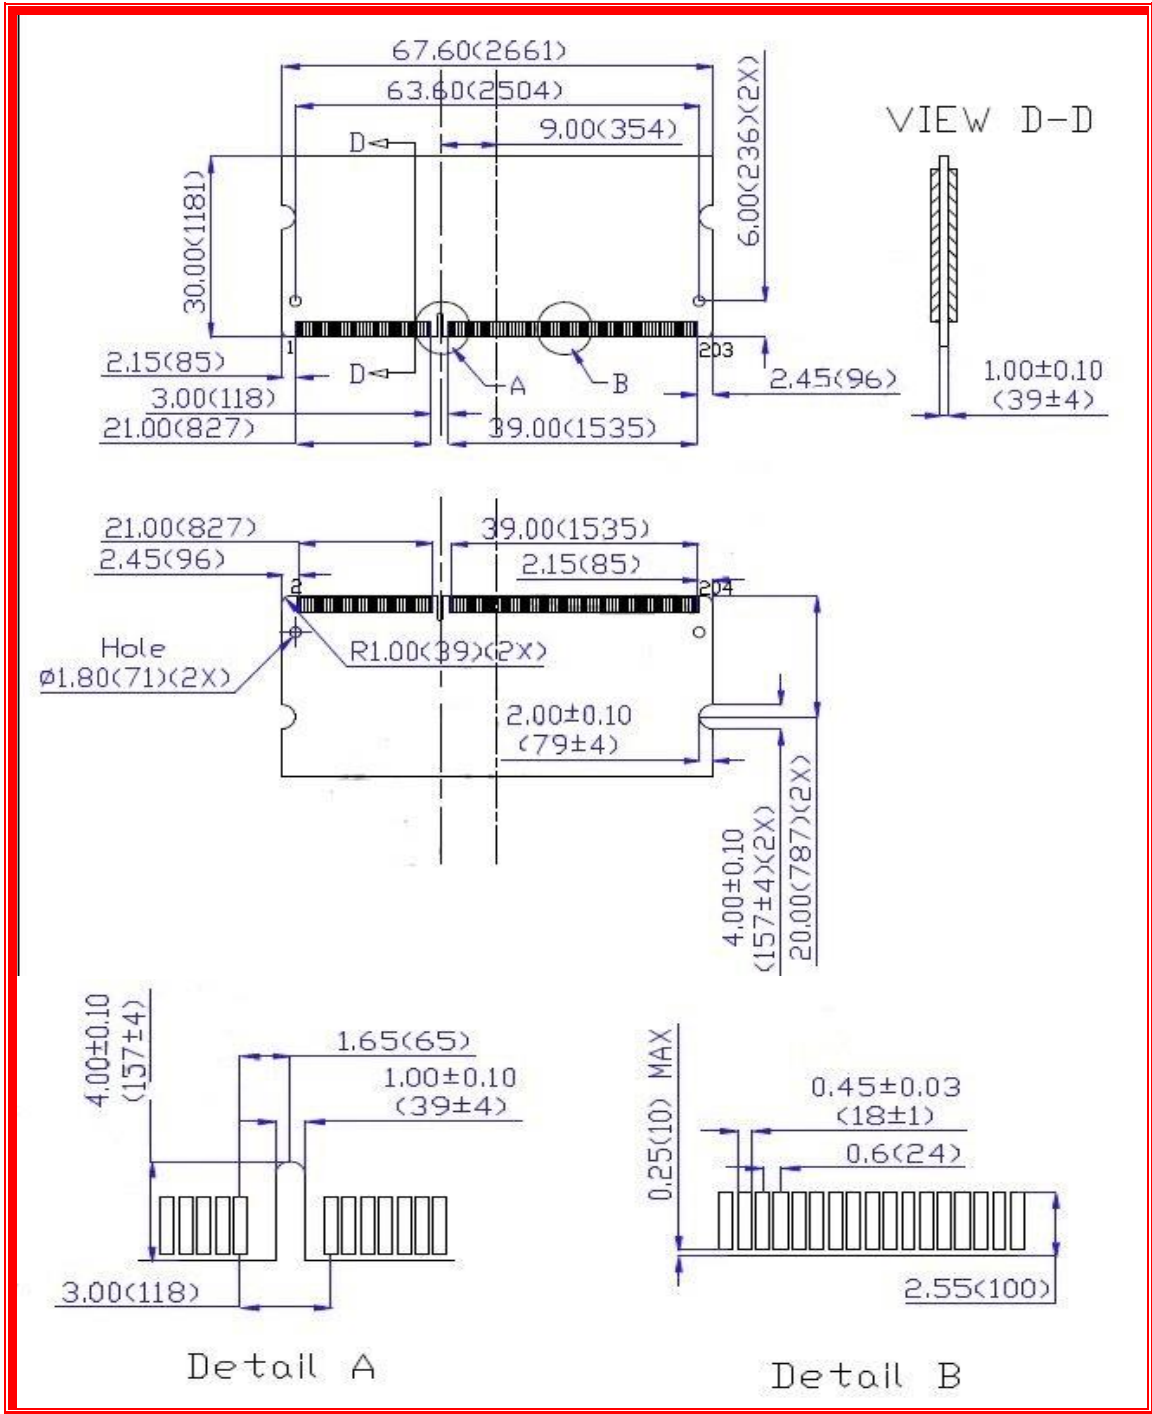 67.60(2661)
63.60(2504)
9.00(354)
6.00(236)(2X)
VIEW D-D
D
30.00(1181)
1
203
2.15(85)
D
A
B
2.45(96)
1.00±0.10
(39±4)
3.00(118)
21.00(827)
39.00(1535)
21.00(827)
39.00(1535)
2.45(96)
2.15(85)
2
204
Hole
Ø1.80(71)(2X)
R1.00(39)(2X)
2.00±0.10
(79±4)
4.00±0.10
(157±4)(2X)
20.00(787)(2X)
4.00±0.10
(157±4)
1.65(65)
1.00±0.10
(39±4)
3.00(118)
Detail A
0.25(10) MAX
0.45±0.03
(18±1)
0.6(24)
2.55(100)
Detail B